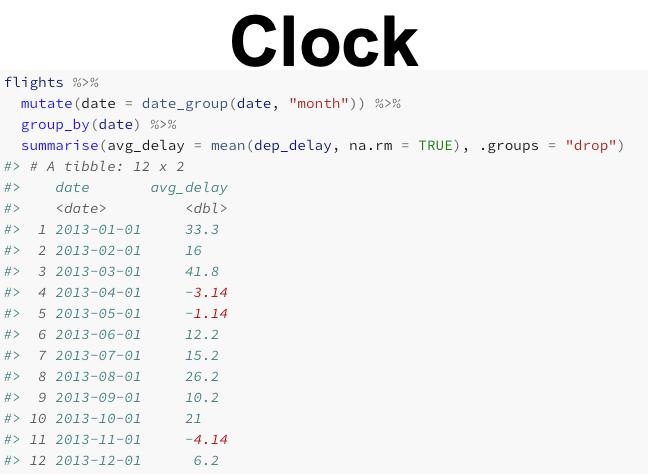 Clock
flights %>%
  mutate(date = date_group(date, "month")) %>%
  group_by(date) %>%
  summarise(avg_delay = mean(dep_delay, na.rm = TRUE), .groups = "drop")
#> # A tibble: 12 x 2
#>    date       avg_delay
#>    <date>         <dbl>
#>  1 2013-01-01     33.3
#>  2 2013-02-01     16
#>  3 2013-03-01     41.8
#>  4 2013-04-01     -3.14
#>  5 2013-05-01     -1.14
#>  6 2013-06-01     12.2
#>  7 2013-07-01     15.2
#>  8 2013-08-01     26.2
#>  9 2013-09-01     10.2
#> 10 2013-10-01     21
#> 11 2013-11-01     -4.14
#> 12 2013-12-01      6.2